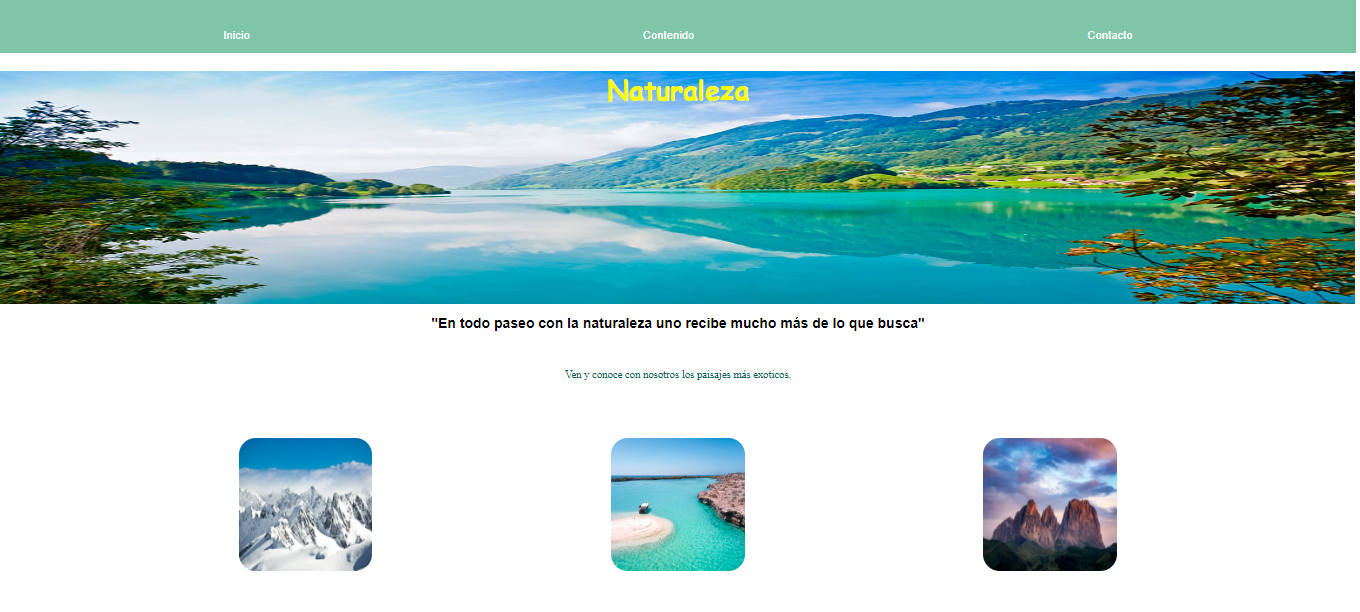 Inicio Contenido Contacto
Naturaleza
"En todo paseo con la naturaleza uno recibe mucho más de lo que busca"
Ven y conoce con nosotros los paisajes más exoticos.